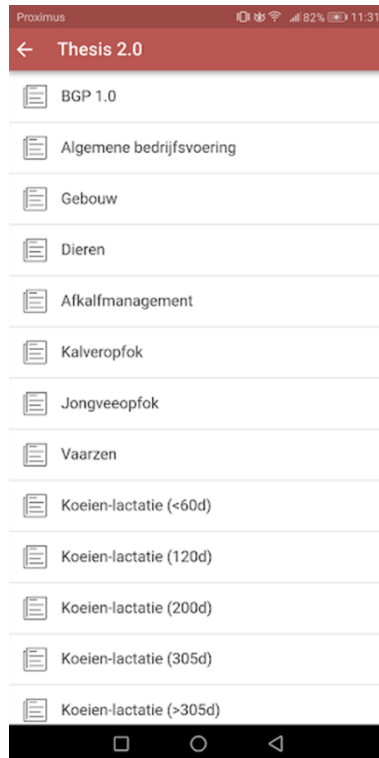 Proximus 82% 11:31
Thesis 2.0
BGP 1.0
Algemene bedrijfsvoering
Gebouw
Dieren
Afkalfmanagement
Kalveropfok
Jongveeopfok
Vaarzen
Koeien-lactatie (<60d)
Koeien-lactatie (120d)
Koeien-lactatie (200d)
Koeien-lactatie (305d)
Koeien-lactatie (>305d)